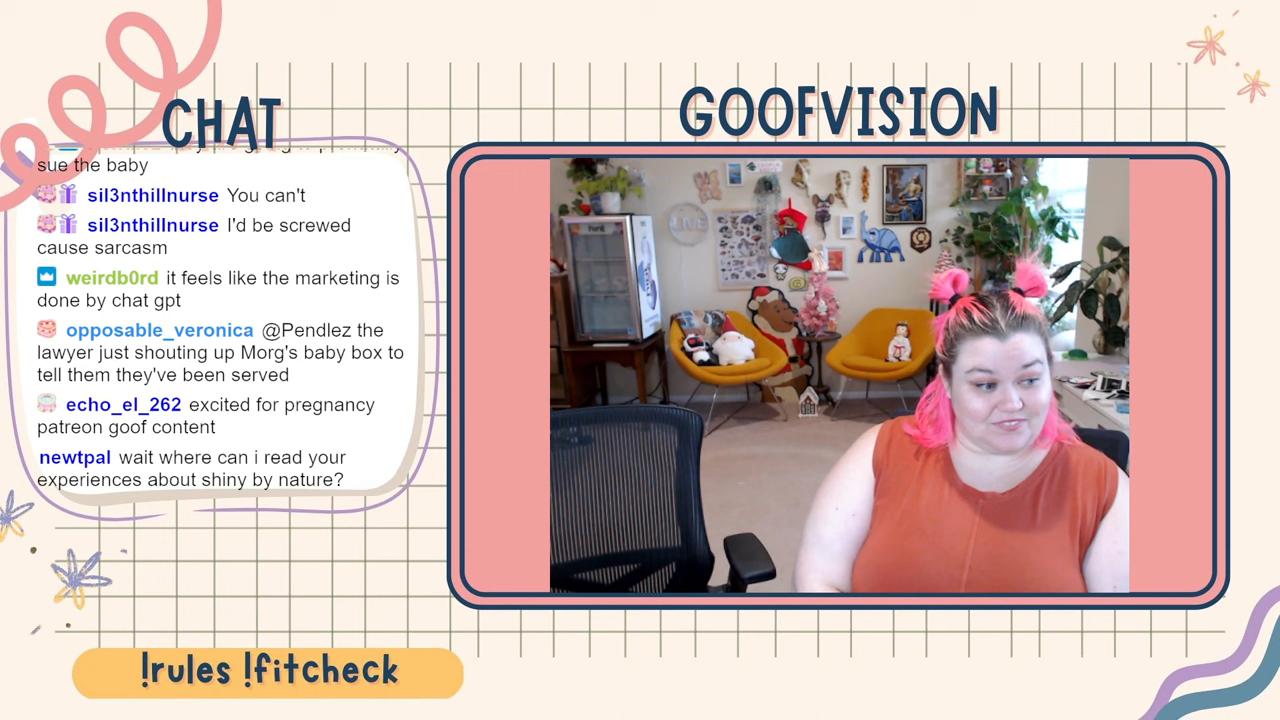 CHAT
GOOFVISION
sue the baby
sil3nthillnurse You can't
sil3nthillnurse I'd be screwed
cause sarcasm
weirdb0rd it feels like the marketing is
done by chat gpt
opposable_veronica @Pendlez the
lawyer just shouting up Morg's baby box to
tell them they've been served
echo_el_262 excited for pregnancy
patreon goof content
newtpal wait where can i read your
experiences about shiny by nature?
LIVE
!rules !fitcheck